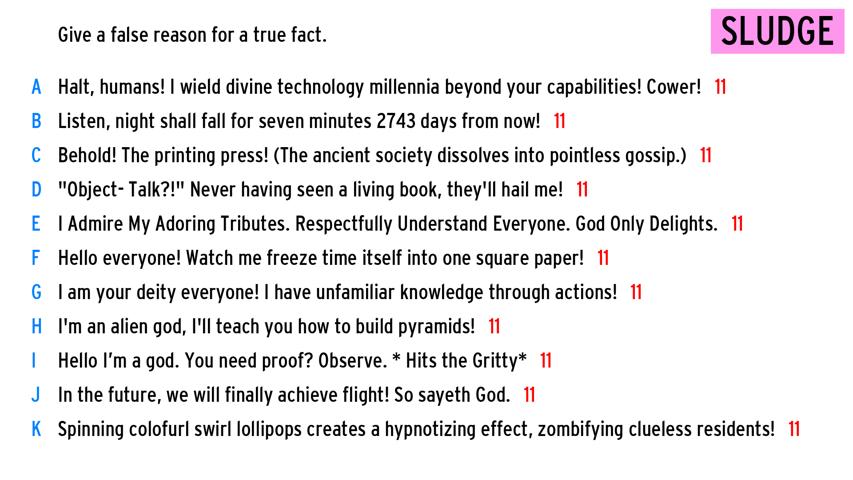 Give a false reason for a true fact.
SLUDGE
A Halt, humans! I wield divine technology millennia beyond your capabilities! Cower! 11
B Listen, night shall fall for seven minutes 2743 days from now! 11
C Behold! The printing press! (The ancient society dissolves into pointless gossip.) 11
D "Object- Talk?!" Never having seen a living book, they'll hail me! 11
E I Admire My Adoring Tributes. Respectfully Understand Everyone. God Only Delights. 11
F Hello everyone! Watch me freeze time itself into one square paper! 11
G I am your deity everyone! I have unfamiliar knowledge through actions! 11
H I'm an alien god, I'll teach you how to build pyramids! 11
I Hello I’m a god. You need proof? Observe. * Hits the Gritty* 11
J In the future, we will finally achieve flight! So sayeth God. 11
K Spinning colofurl swirl lollipops creates a hypnotizing effect, zombifying clueless residents! 11